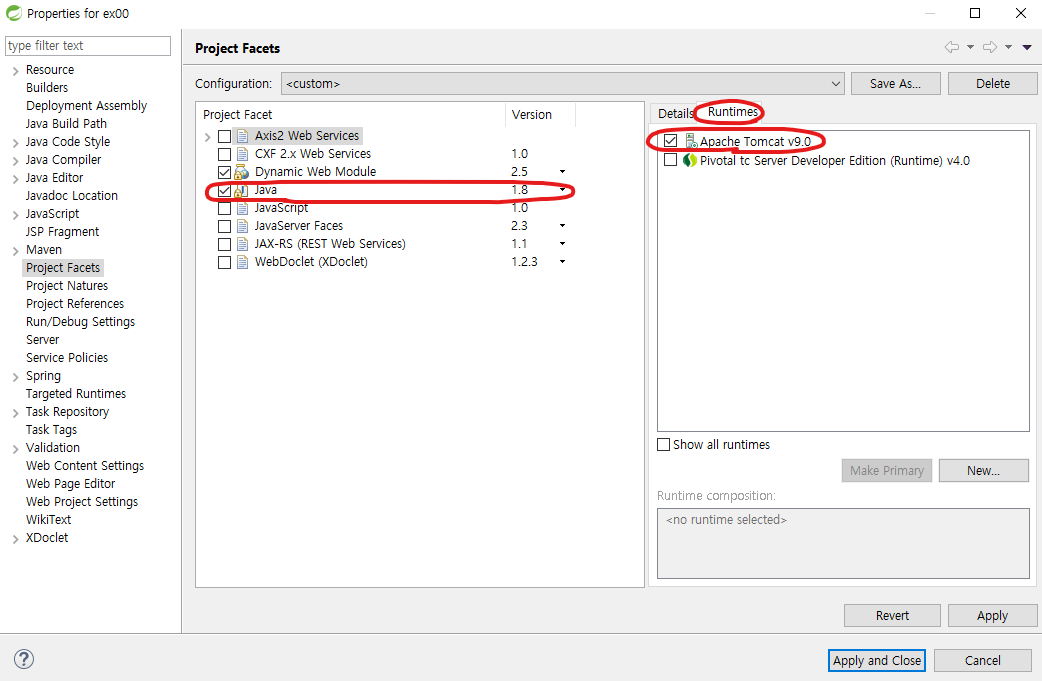 Properties for ex00
type filter text
Resource
Builders
Deployment Assembly
Java Build Path
Java Code Style
Java Compiler
Java Editor
Javadoc Location
JavaScript
JSP Fragment
Maven
Project Facets
Project Natures
Project References
Run/Debug Settings
Server
Service Policies
Spring
Targeted Runtimes
Task Repository
Task Tags
Validation
Web Content Settings
Web Page Editor
Web Project Settings
WikiText
XDoclet
Project Facets
Configuration: <custom> Save As... Delete
Project Facet Version
Axis2 Web Services
CXF 2.x Web Services 1.0
Dynamic Web Module 2.5
Java 1.8
JavaScript 1.0
JavaServer Faces 2.3
JAX-RS (REST Web Services) 1.1
WebDoclet (XDoclet) 1.2.3
Details Runtimes
Apache Tomcat v9.0
Pivotal tc Server Developer Edition (Runtime) v4.0
Show all runtimes
Make Primary New...
Runtime composition:
<no runtime selected>
Revert Apply
Apply and Close Cancel